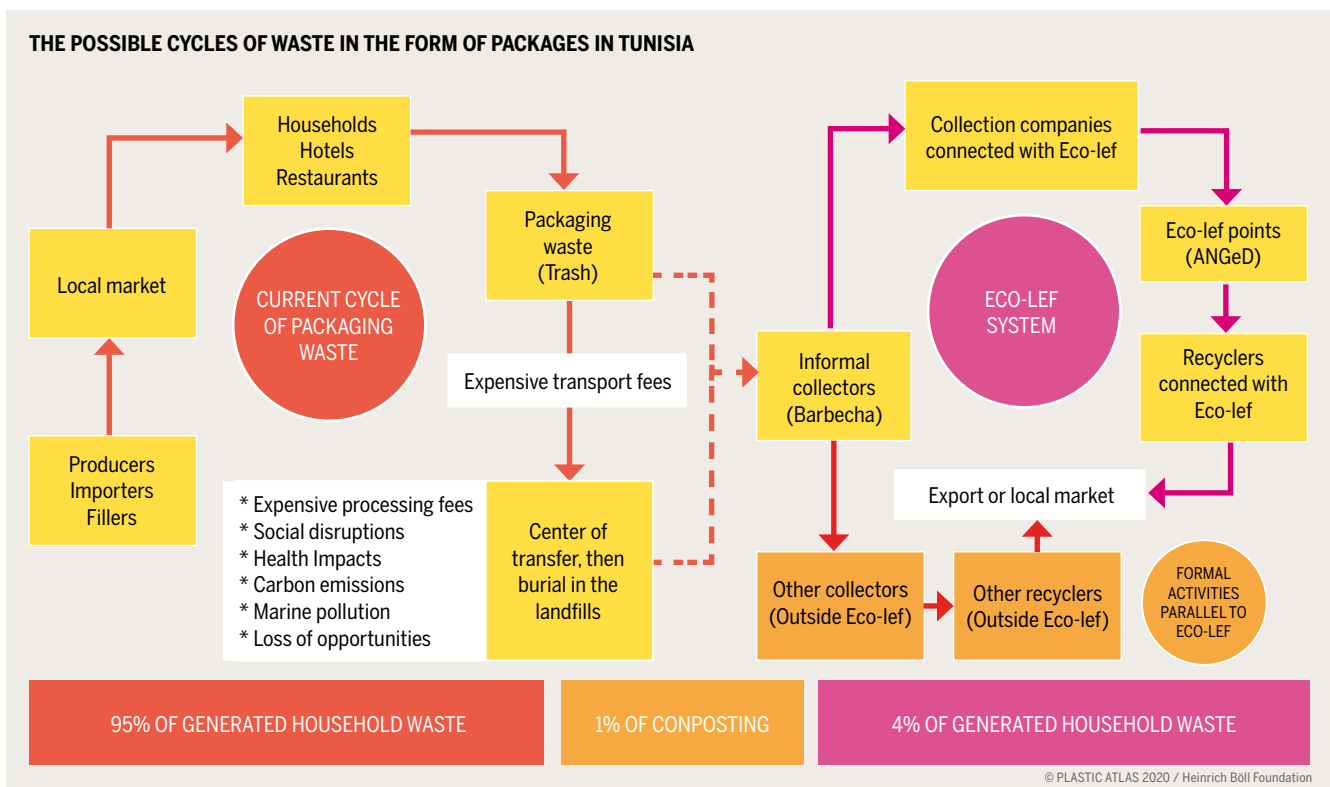 THE POSSIBLE CYCLES OF WASTE IN THE FORM OF PACKAGES IN TUNISIA
Households
Hotels
Restaurants
Local market
Producers
Importers
Fillers
CURRENT CYCLE
OF PACKAGING
WASTE
Packaging
waste
(Trash)
Expensive transport fees
* Expensive processing fees
* Social disruptions
* Health Impacts
* Carbon emissions
* Marine pollution
* Loss of opportunities
Center of
transfer, then
burial in the
landfills
Informal
collectors
(Barbecha)
Collection companies
connected with Eco-lef
Eco-lef points
(ANGeD)
ECO-LEF
SYSTEM
Recyclers
connected with
Eco-lef
Export or local market
Other collectors
(Outside Eco-lef)
Other recyclers
(Outside Eco-lef)
FORMAL
ACTIVITIES
PARALLEL TO
ECO-LEF
95% OF GENERATED HOUSEHOLD WASTE
1% OF CONPOSTING
4% OF GENERATED HOUSEHOLD WASTE
© PLASTIC ATLAS 2020 / Heinrich Böll Foundation